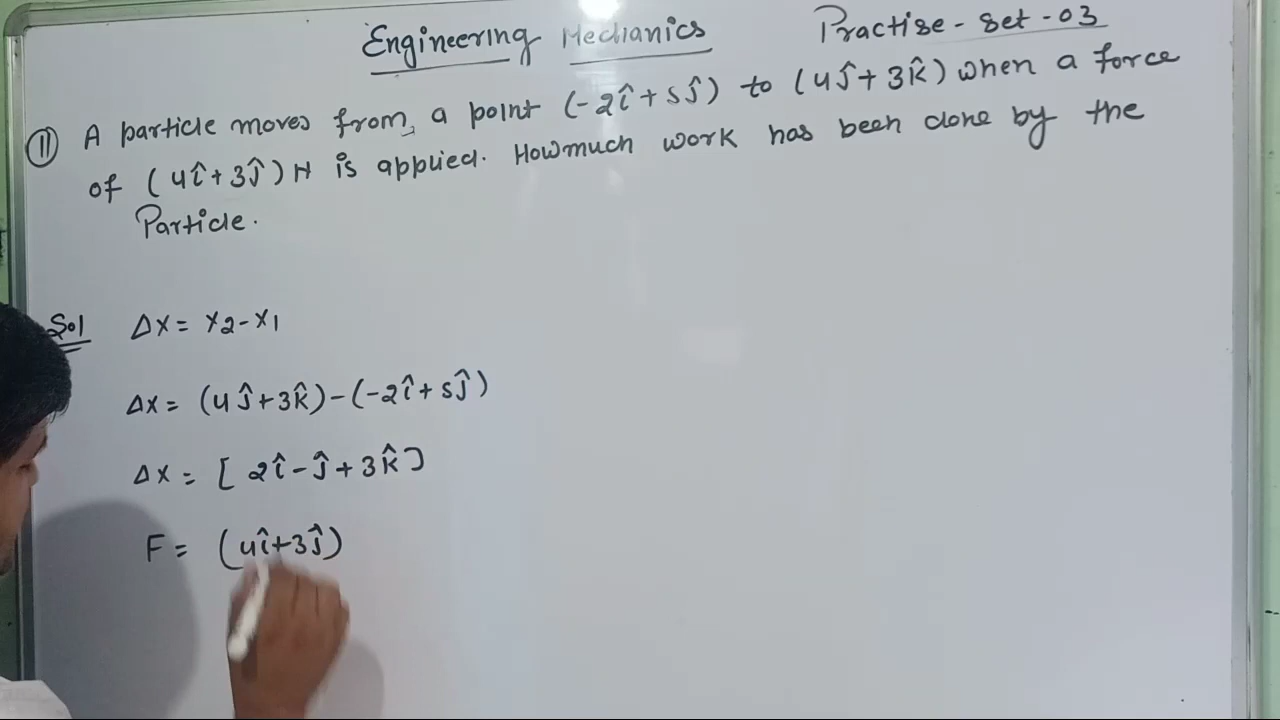 Engineering Mechanics Practise - Set - 03
(11) A particle moves from, a point (-2î + 5ĵ) to (4ĵ + 3k̂) when a force
of (4î + 3ĵ) N is applied. Howmuch work has been done by the
Particle.
Sol Δx = x2 - x1
Δx = (4ĵ + 3k̂) - (-2î + 5ĵ)
Δx = [2î - ĵ + 3k̂]
F = (4î + 3ĵ)